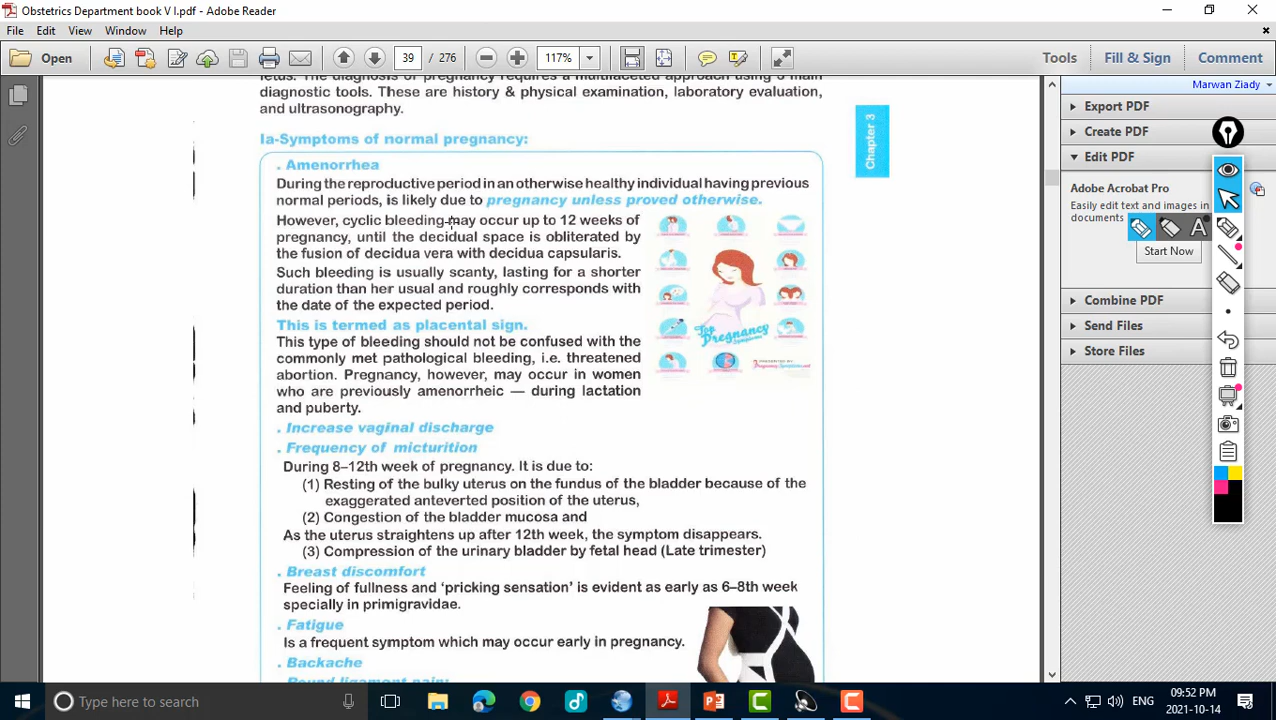 Obstetrics Department book V I.pdf - Adobe Reader
File Edit View Window Help
Open 39 / 276 117% Tools Fill & Sign Comment
fetus. The diagnosis of pregnancy requires a multifaceted approach using 3 main
diagnostic tools. These are history & physical examination, laboratory evaluation,
and ultrasonography.
Ia-Symptoms of normal pregnancy:
. Amenorrhea
During the reproductive period in an otherwise healthy individual having previous
normal periods, is likely due to pregnancy unless proved otherwise.
However, cyclic bleeding may occur up to 12 weeks of
pregnancy, until the decidual space is obliterated by
the fusion of decidua vera with decidua capsularis.
Such bleeding is usually scanty, lasting for a shorter
duration than her usual and roughly corresponds with
the date of the expected period.
This is termed as placental sign.
This type of bleeding should not be confused with the
commonly met pathological bleeding, i.e. threatened
abortion. Pregnancy, however, may occur in women
who are previously amenorrheic — during lactation
and puberty.
Top
Pregnancy
. Increase vaginal discharge
. Frequency of micturition
During 8–12th week of pregnancy. It is due to:
(1) Resting of the bulky uterus on the fundus of the bladder because of the
exaggerated anteverted position of the uterus,
(2) Congestion of the bladder mucosa and
As the uterus straightens up after 12th week, the symptom disappears.
(3) Compression of the urinary bladder by fetal head (Late trimester)
. Breast discomfort
Feeling of fullness and ‘pricking sensation’ is evident as early as 6–8th week
specially in primigravidae.
. Fatigue
Is a frequent symptom which may occur early in pregnancy.
. Backache
Round ligament pain:
Chapter 3
Marwan Ziady
Export PDF
Create PDF
Edit PDF
Adobe Acrobat Pro
Easily edit text and images in
documents
Start Now
A
Combine PDF
Send Files
Store Files
Type here to search
ENG
09:52 PM
2021-10-14